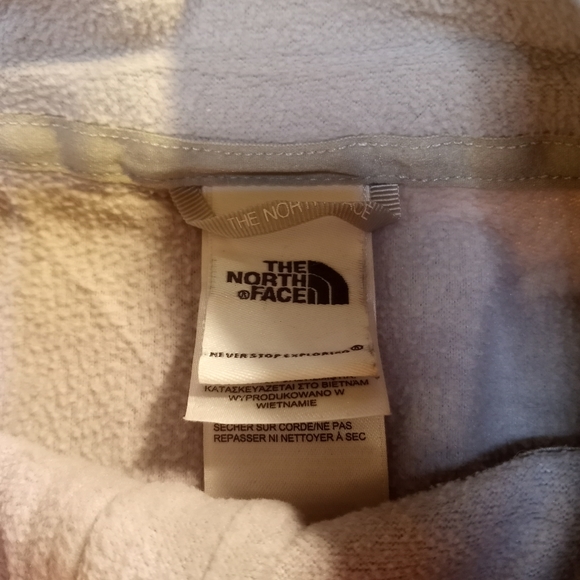 THE NORTH FACE
THE
NORTH
FACE
NEVER STOP EXPLORING
ΚΑΤΑΣΚΕΥΑΖΕΤΑΙ ΣΤΟ ΒΙΕΤΝΑΜ
WYPRODUKOWANO W
WIETNAMIE
SÉCHER SUR CORDE/NE PAS
REPASSER NI NETTOYER À SEC